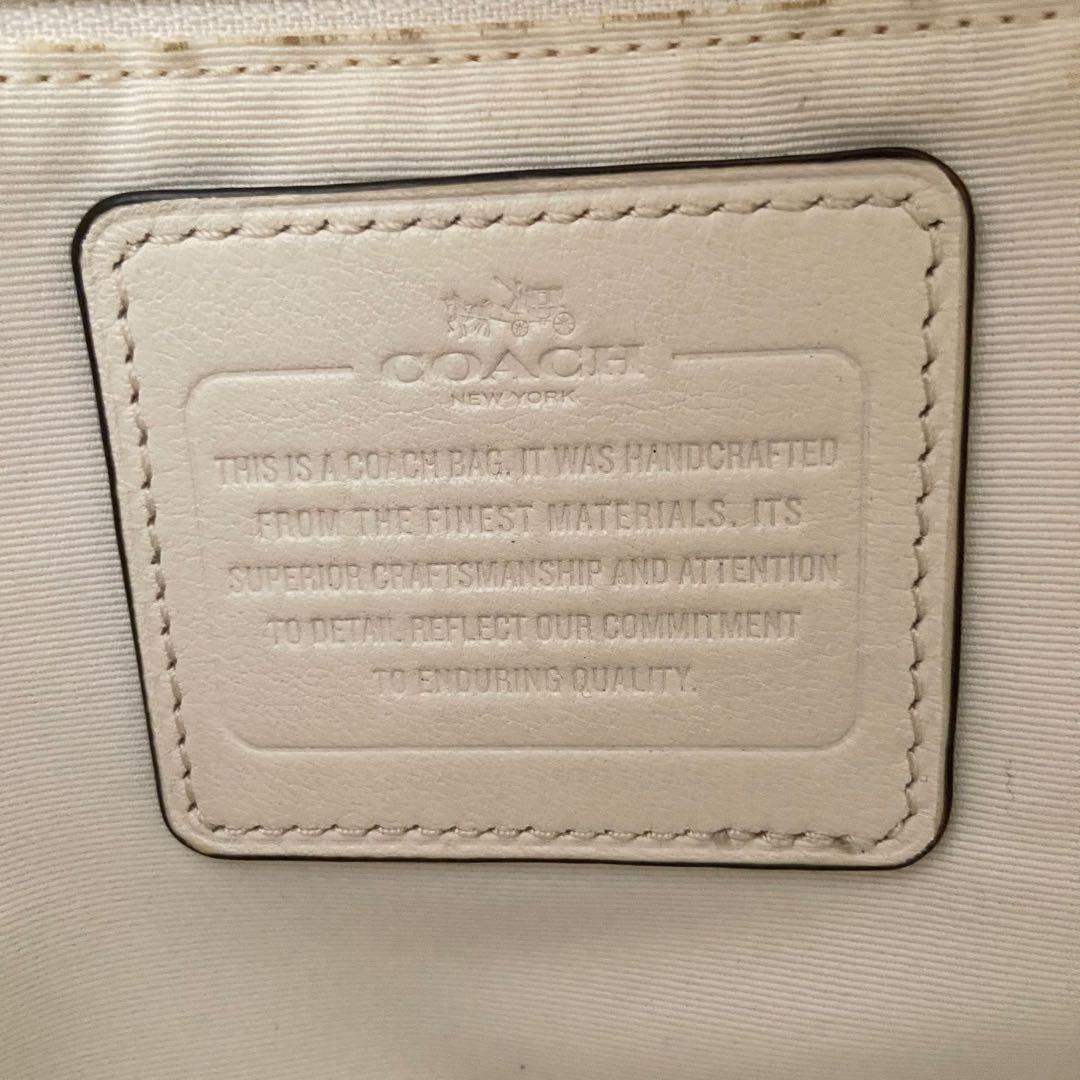 COACH
NEW YORK
THIS IS A COACH BAG. IT WAS HANDCRAFTED
FROM THE FINEST MATERIALS. ITS
SUPERIOR CRAFTSMANSHIP AND ATTENTION
TO DETAIL REFLECT OUR COMMITMENT
TO ENDURING QUALITY.